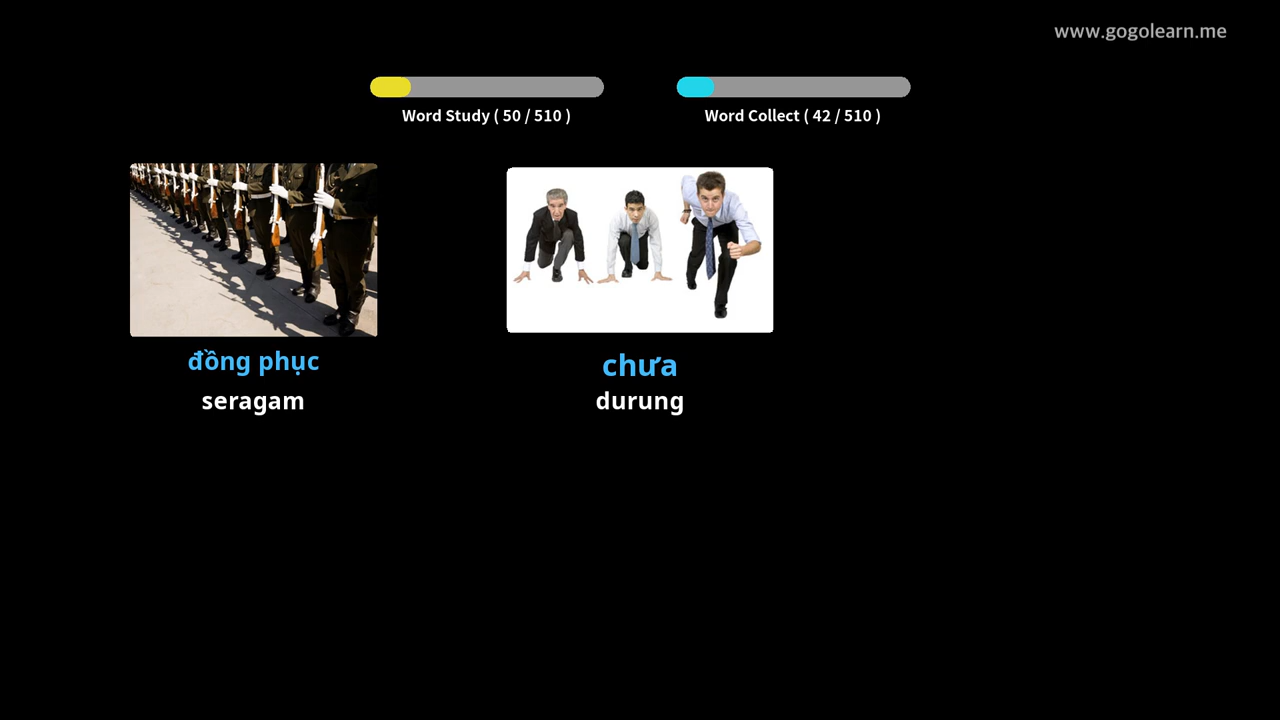 www.gogolearn.me
Word Study ( 50 / 510 )
Word Collect ( 42 / 510 )
đồng phục
seragam
chưa
durung